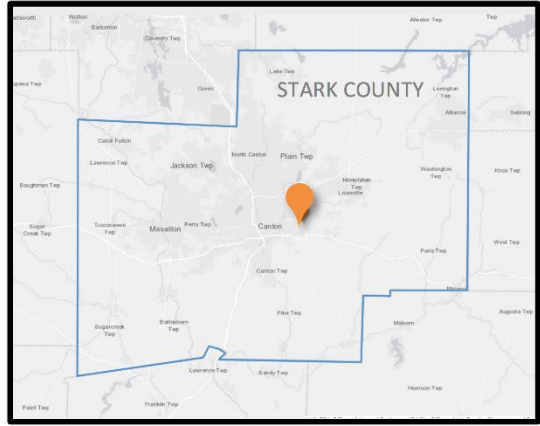 Norton
Barberton
Atwater Twp
Twp
Coventry Twp
Lake Twp
Green
STARK COUNTY
Lexington
Twp
Alliance
Sebring
Canal Fulton
Lawrence Twp
Jackson Twp
North Canton
Plain Twp
Washington
Twp
Knox Twp
Baughman Twp
Nimishillen
Twp
Louisville
Sugar
Creek Twp
Tuscarawas
Twp
Massillon
Perry Twp
Canton
Paris Twp
West Twp
Canton Twp
Minerva
Sugarcreek
Twp
Bethlehem
Twp
Pike Twp
Malvern
Augusta Twp
Lawrence Twp
Sandy Twp
Harrison Twp
Paint Twp
Franklin Twp